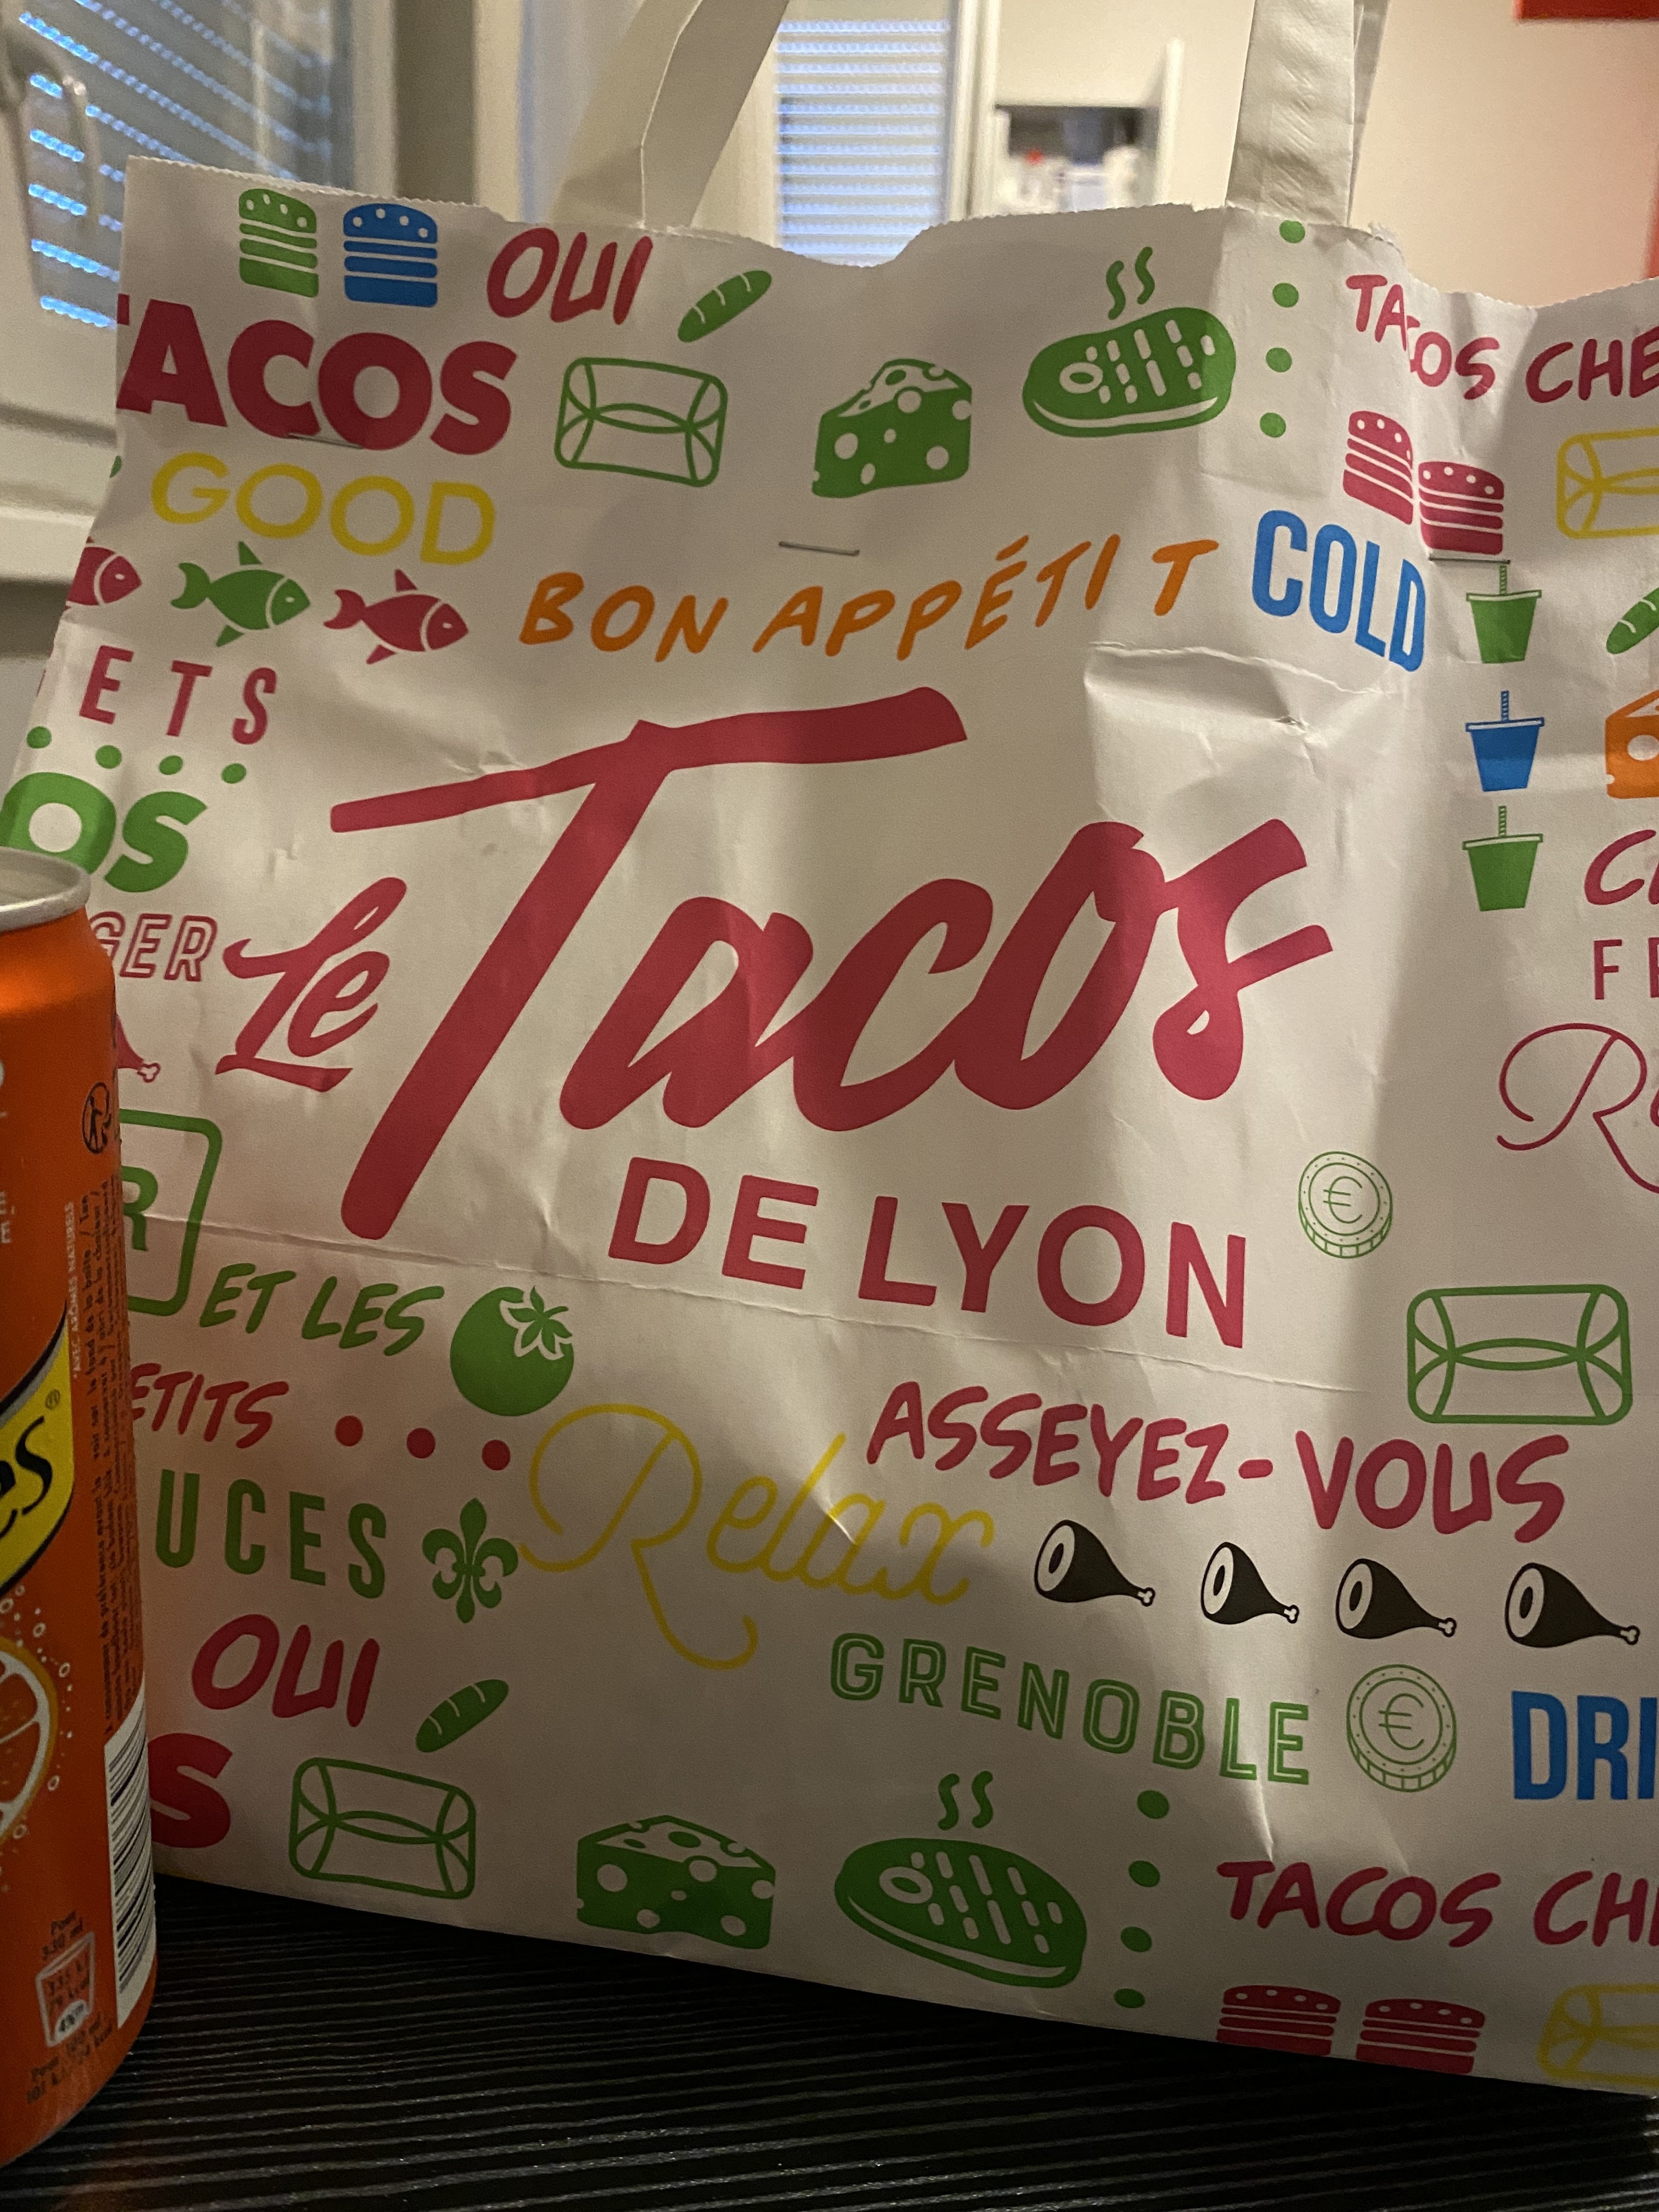 OUI
TACOS
TACOS CHE
GOOD
BON APPÉTIT
COLD
ETS
OS
GER
Le Tacos
DE LYON
R
ET LES
ETITS
ASSEYEZ-VOUS
Relax
UCES
OUI
GRENOBLE
DRI
S
TACOS CH